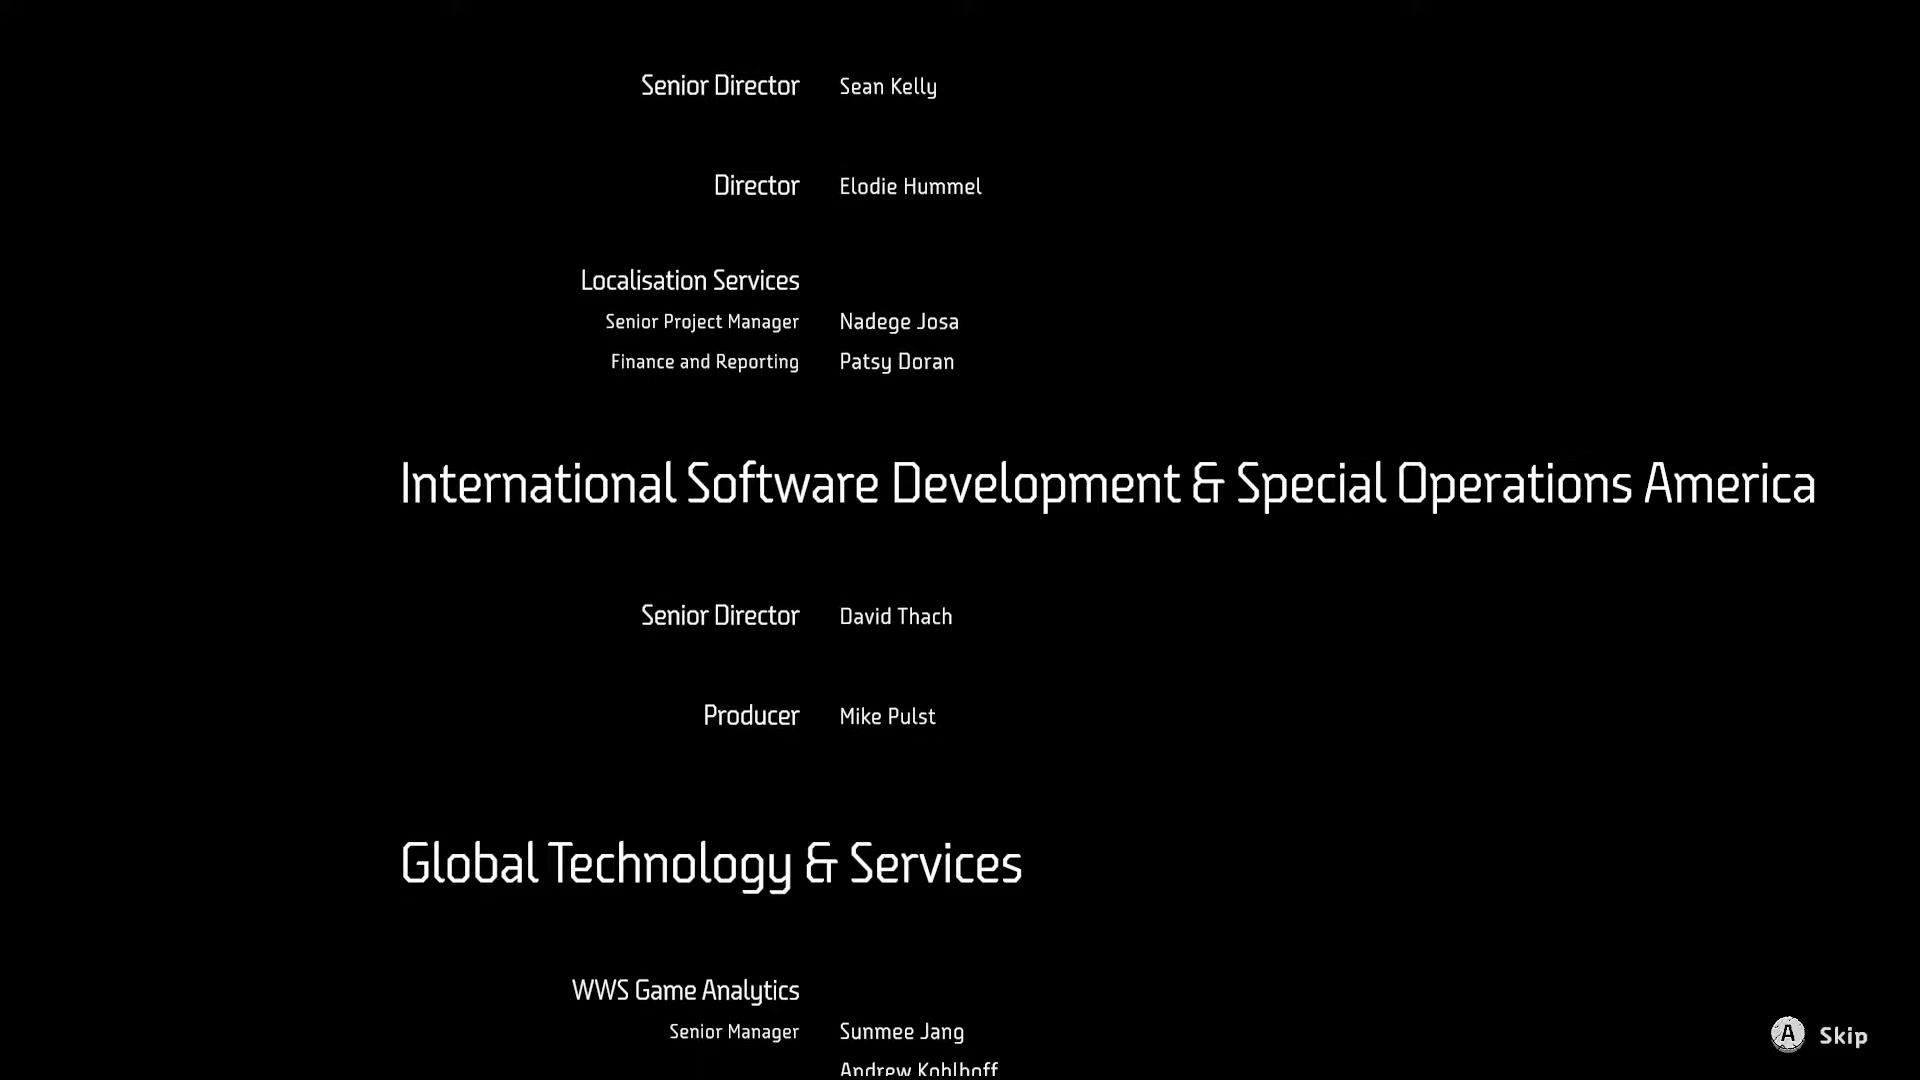 Senior Director Sean Kelly
Director Elodie Hummel
Localisation Services
Senior Project Manager Nadege Josa
Finance and Reporting Patsy Doran
International Software Development & Special Operations America
Senior Director David Thach
Producer Mike Pulst
Global Technology & Services
WWS Game Analytics
Senior Manager Sunmee Jang
Andrew Kohlhoff
A Skip